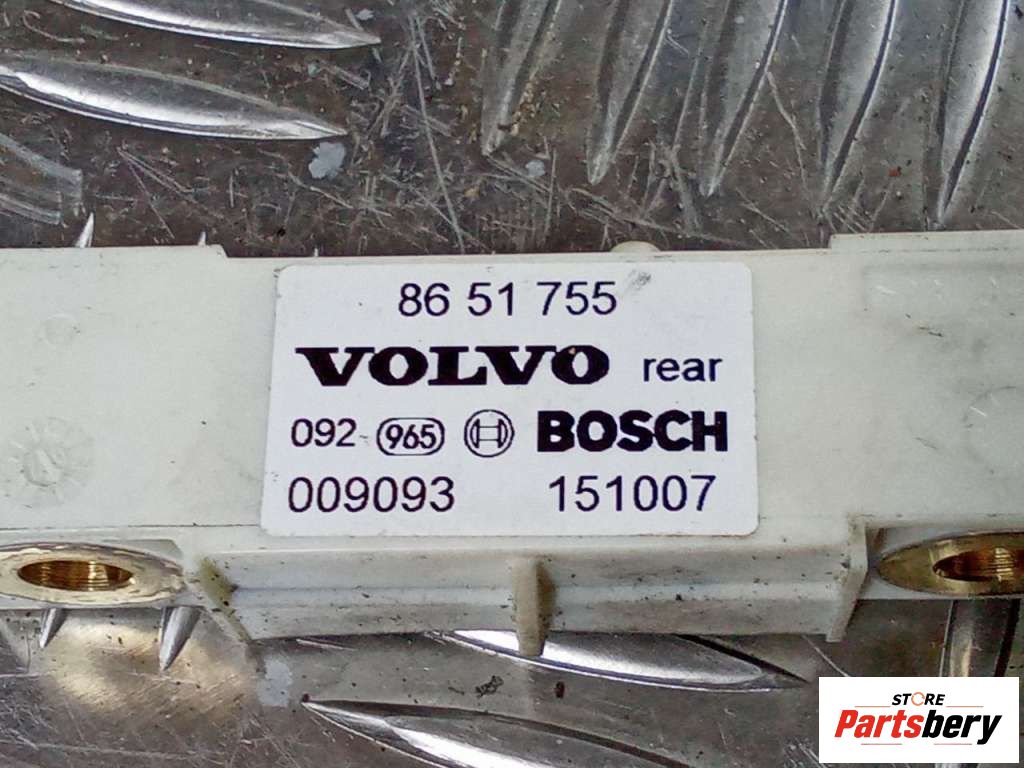 86 51 755
VOLVO rear
092- 965 H BOSCH
009093 151007
STORE
Partsbery